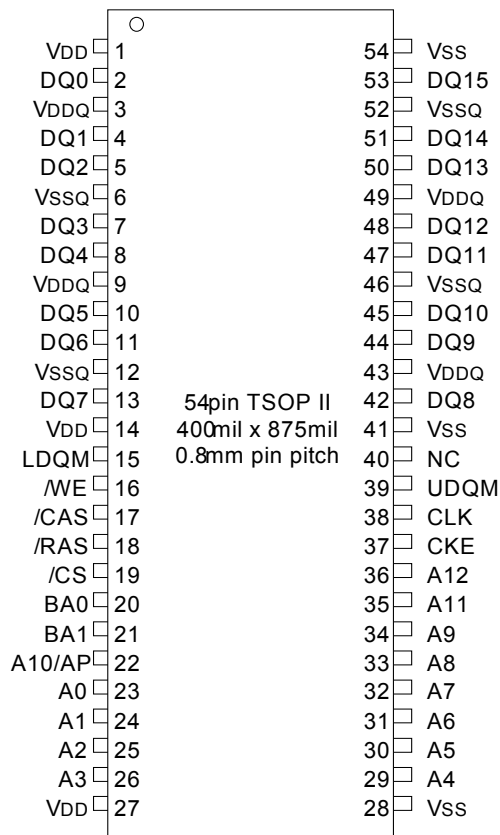 VDD 1 54 VSS
DQ0 2 53 DQ15
VDDQ 3 52 VSSQ
DQ1 4 51 DQ14
DQ2 5 50 DQ13
VSSQ 6 49 VDDQ
DQ3 7 48 DQ12
DQ4 8 47 DQ11
VDDQ 9 46 VSSQ
DQ5 10 45 DQ10
DQ6 11 44 DQ9
VSSQ 12 43 VDDQ
DQ7 13 54pin TSOP II 42 DQ8
VDD 14 400mil x 875mil 41 VSS
LDQM 15 0.8mm pin pitch 40 NC
/WE 16 39 UDQM
/CAS 17 38 CLK
/RAS 18 37 CKE
/CS 19 36 A12
BA0 20 35 A11
BA1 21 34 A9
A10/AP 22 33 A8
A0 23 32 A7
A1 24 31 A6
A2 25 30 A5
A3 26 29 A4
VDD 27 28 VSS